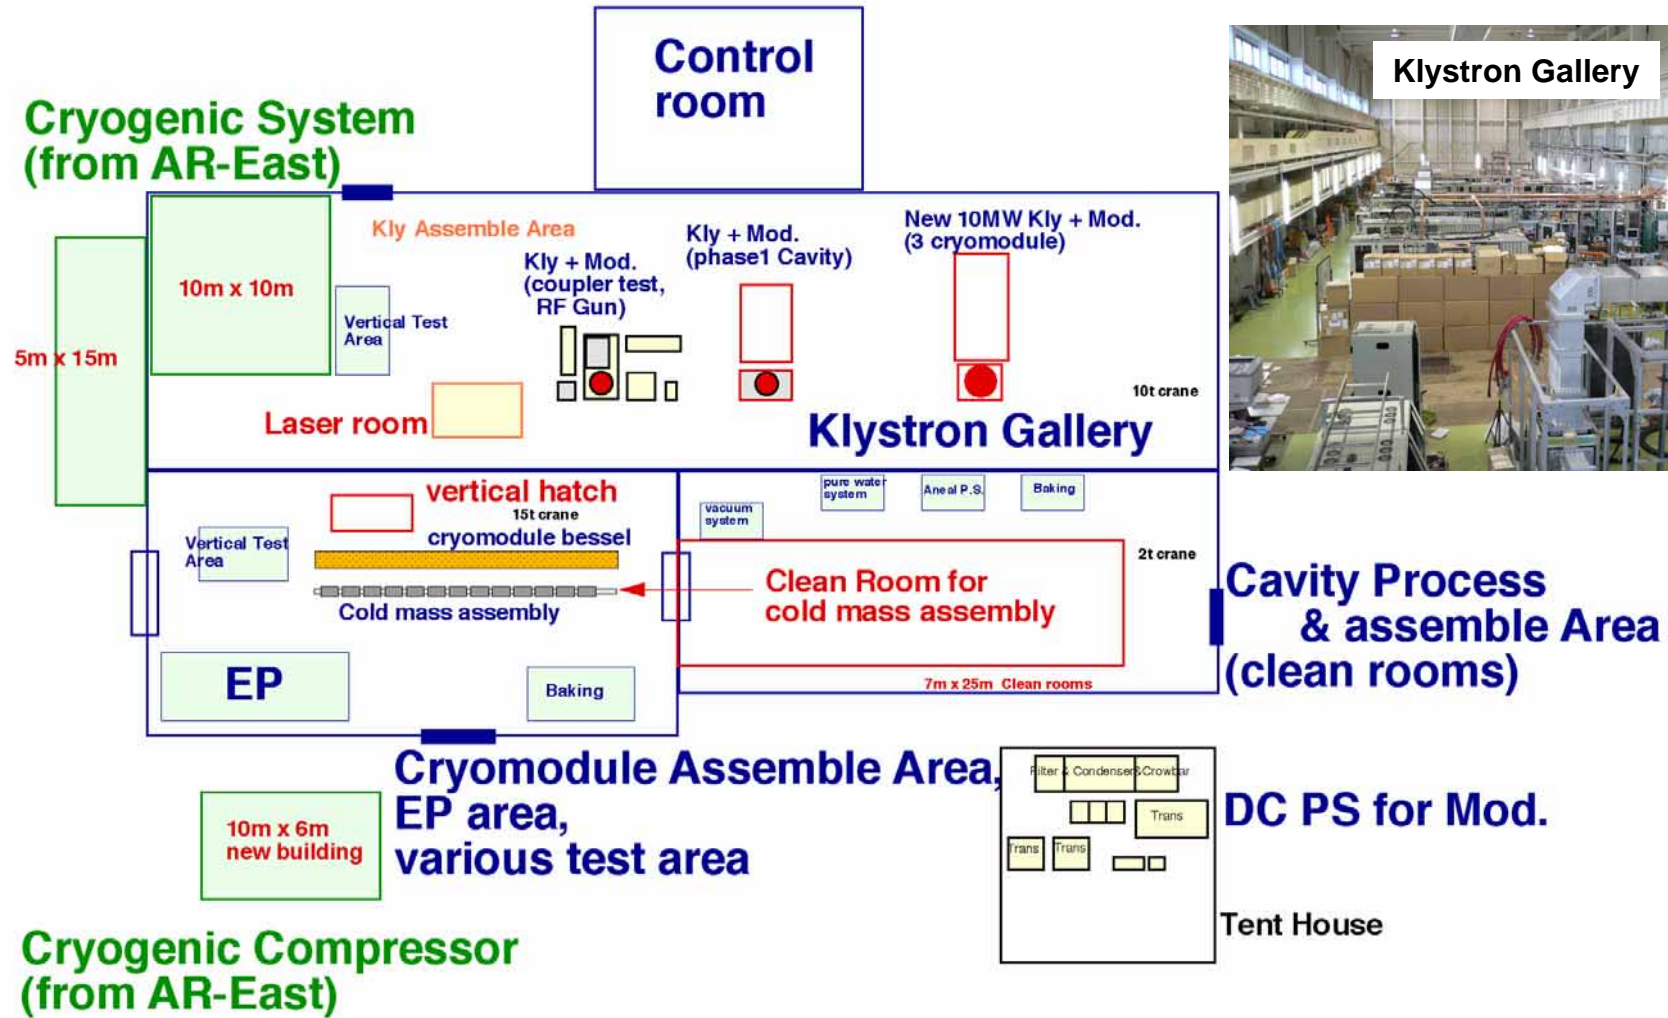 Control
room
Klystron Gallery
Cryogenic System
(from AR-East)
Kly Assemble Area
Kly + Mod.
(coupler test,
RF Gun)
Kly + Mod.
(phase1 Cavity)
New 10MW Kly + Mod.
(3 cryomodule)
10m x 10m
Vertical Test
Area
5m x 15m
Laser room
10t crane
Klystron Gallery
vertical hatch
15t crane
cryomodule bessel
Vertical Test
Area
Cold mass assembly
EP
Baking
vacuum
system
pure water
system
Aneal P.S.
Baking
2t crane
Clean Room for
cold mass assembly
7m x 25m Clean rooms
Cavity Process
& assemble Area
(clean rooms)
Cryomodule Assemble Area,
EP area,
various test area
10m x 6m
new building
Cryogenic Compressor
(from AR-East)
Filter & Condenser&Crowbar
Trans
Trans
Trans
DC PS for Mod.
Tent House